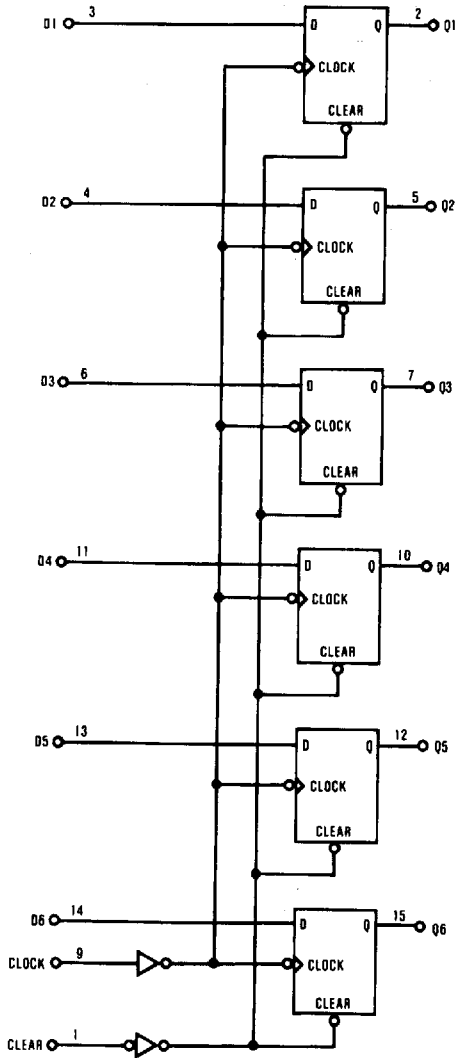 D1 3 D Q 2 Q1
CLOCK
CLEAR
D2 4 D Q 5 Q2
CLOCK
CLEAR
D3 6 D Q 7 Q3
CLOCK
CLEAR
D4 11 D Q 10 Q4
CLOCK
CLEAR
D5 13 D Q 12 Q5
CLOCK
CLEAR
D6 14 D Q 15 Q6
CLOCK 9 CLOCK
CLEAR
CLEAR 1